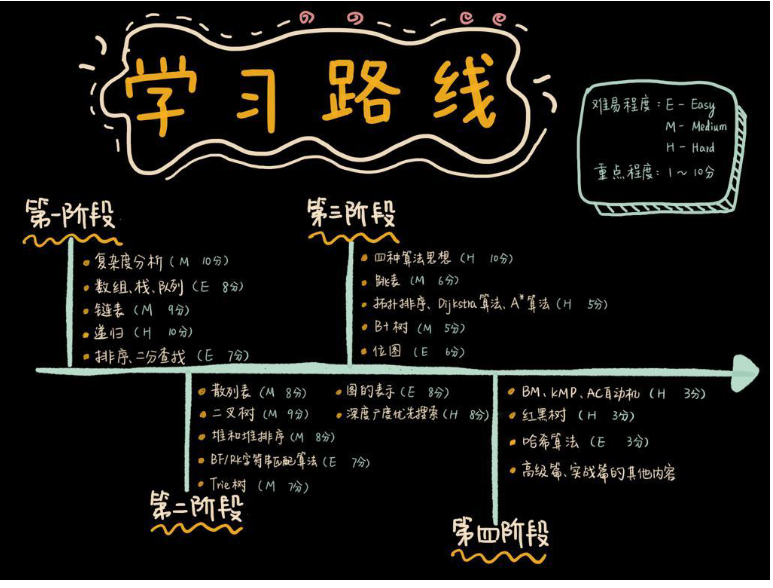 学习路线
难易程度：E - Easy
M - Medium
H - Hard
重点程度：1～10分
第一阶段
复杂度分析（M 10分）
数组、栈、队列（E 8分）
链表（M 9分）
递归（H 10分）
排序、二分查找（E 7分）
第二阶段
散列表（M 8分）
二叉树（M 9分）
堆和堆排序（M 8分）
BF/RK字符串匹配算法（E 7分）
Trie树（M 7分）
图的表示（E 8分）
深度广度优先搜索（H 8分）
第三阶段
四种算法思想（H 10分）
跳表（M 6分）
拓扑排序、Dijkstra算法、A*算法（H 5分）
B+树（M 5分）
位图（E 6分）
第四阶段
BM、KMP、AC自动机（H 3分）
红黑树（H 3分）
哈希算法（E 3分）
高级篇、实战篇的其他内容